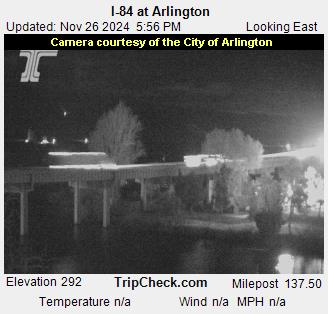 I-84 at Arlington
Updated: Nov 26 2024 5:56 PM Looking East
Camera courtesy of the City of Arlington
Elevation 292 TripCheck.com Milepost 137.50
Temperature n/a Wind n/a MPH n/a